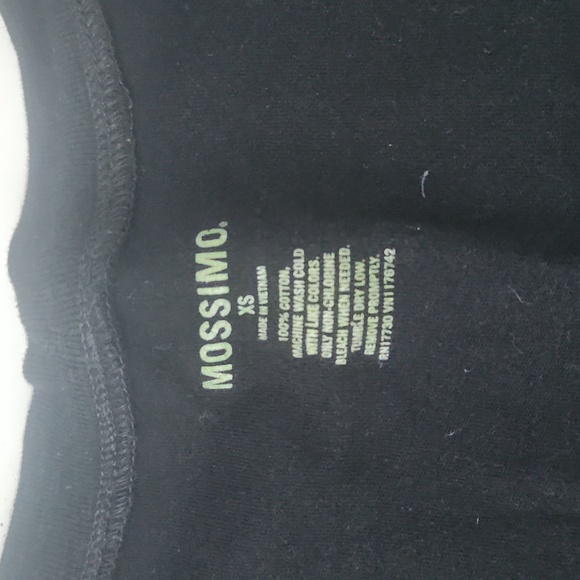 MOSSIMO.
XS
MADE IN VIETNAM
100% COTTON.
MACHINE WASH COLD
WITH LIKE COLORS.
ONLY NON-CHLORINE
BLEACH WHEN NEEDED.
TUMBLE DRY LOW.
REMOVE PROMPTLY.
RN17730 VN1176742